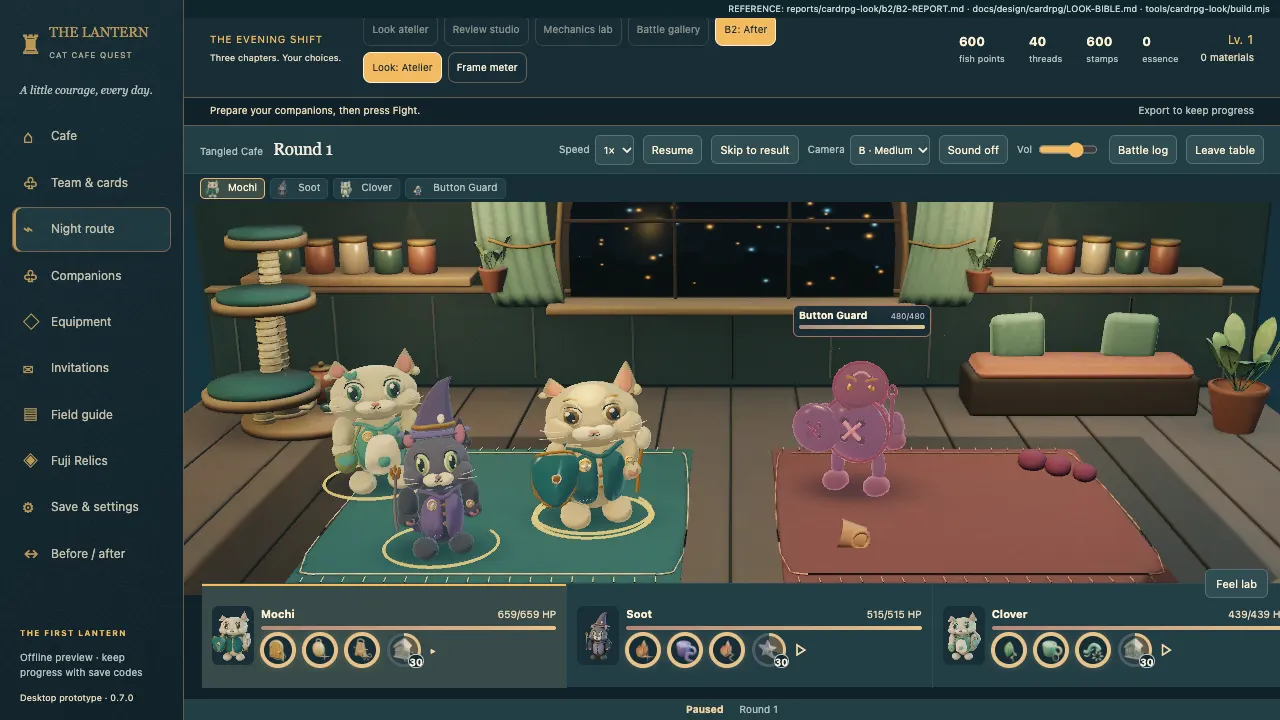 REFERENCE: reports/cardrpg-look/b2/B2-REPORT.md · docs/design/cardrpg/LOOK-BIBLE.md · tools/cardrpg-look/build.mjs
THE LANTERN
CAT CAFE QUEST
A little courage, every day.
Cafe
Team & cards
Night route
Companions
Equipment
Invitations
Field guide
Fuji Relics
Save & settings
Before / after
THE FIRST LANTERN
Offline preview · keep
progress with save codes
Desktop prototype · 0.7.0
THE EVENING SHIFT
Three chapters. Your choices.
Look atelier
Review studio
Mechanics lab
Battle gallery
B2: After
Look: Atelier
Frame meter
600
fish points
40
threads
600
stamps
0
essence
Lv. 1
0 materials
Prepare your companions, then press Fight.
Export to keep progress
Tangled Cafe
Round 1
Speed
1×
Resume
Skip to result
Camera
B · Medium
Sound off
Vol
Battle log
Leave table
Mochi
Soot
Clover
Button Guard
Button Guard 480/480
Feel lab
Mochi 659/659 HP
30
Soot 515/515 HP
30
Clover 439/439 H
30
Paused Round 1